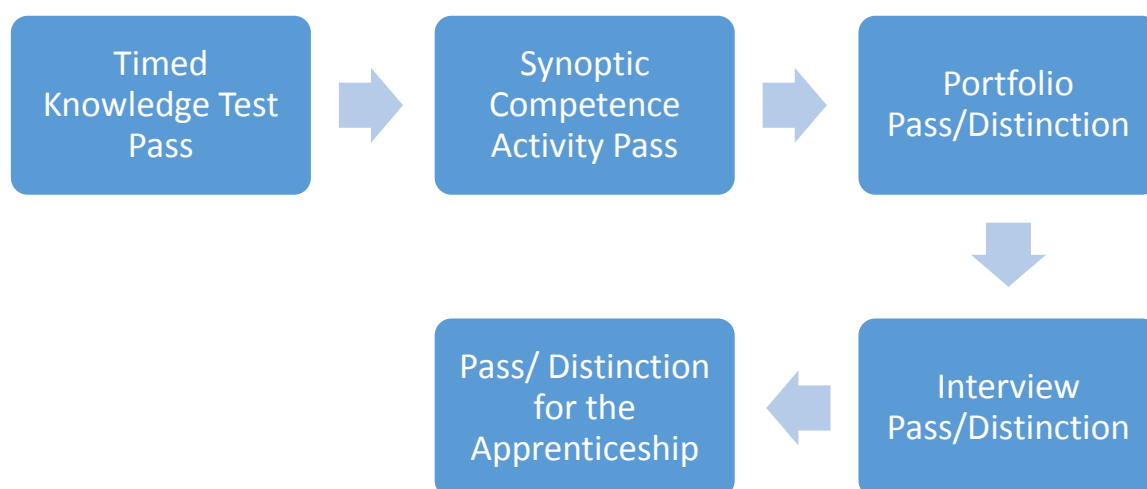 Timed
Knowledge Test
Pass
Synoptic
Competence
Activity Pass
Portfolio
Pass/Distinction
Interview
Pass/Distinction
Pass/ Distinction
for the
Apprenticeship